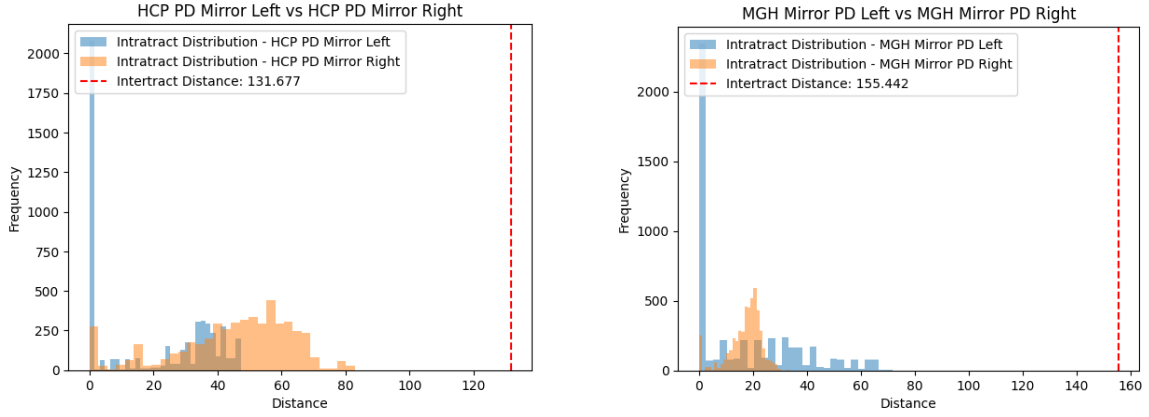 HCP PD Mirror Left vs HCP PD Mirror Right
Intratract Distribution - HCP PD Mirror Left
Intratract Distribution - HCP PD Mirror Right
Intertract Distance: 131.677
2000
1750
1500
1250
1000
750
500
250
0
Frequency
0 20 40 60 80 100 120
Distance
MGH Mirror PD Left vs MGH Mirror PD Right
Intratract Distribution - MGH Mirror PD Left
Intratract Distribution - MGH Mirror PD Right
Intertract Distance: 155.442
2000
1500
1000
500
0
Frequency
0 20 40 60 80 100 120 140 160
Distance